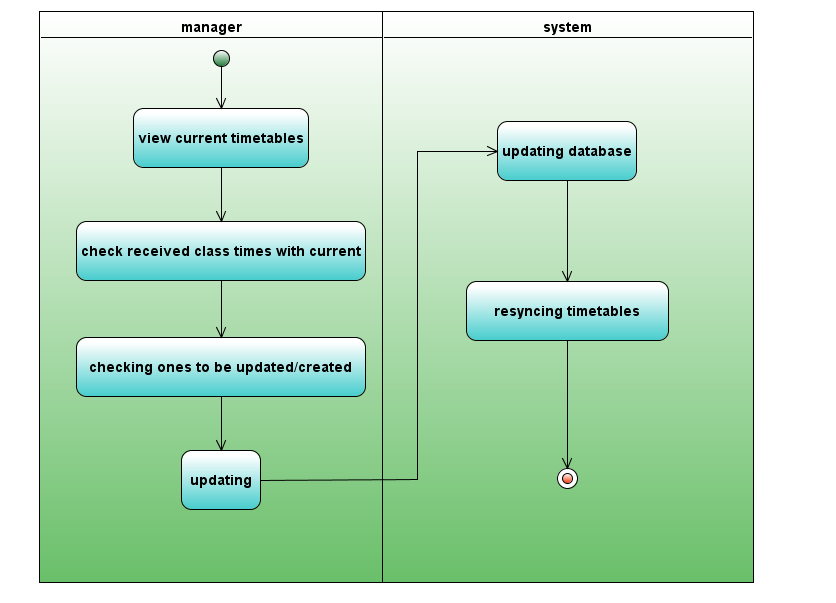 manager
system
view current timetables
check received class times with current
checking ones to be updated/created
updating
updating database
resyncing timetables